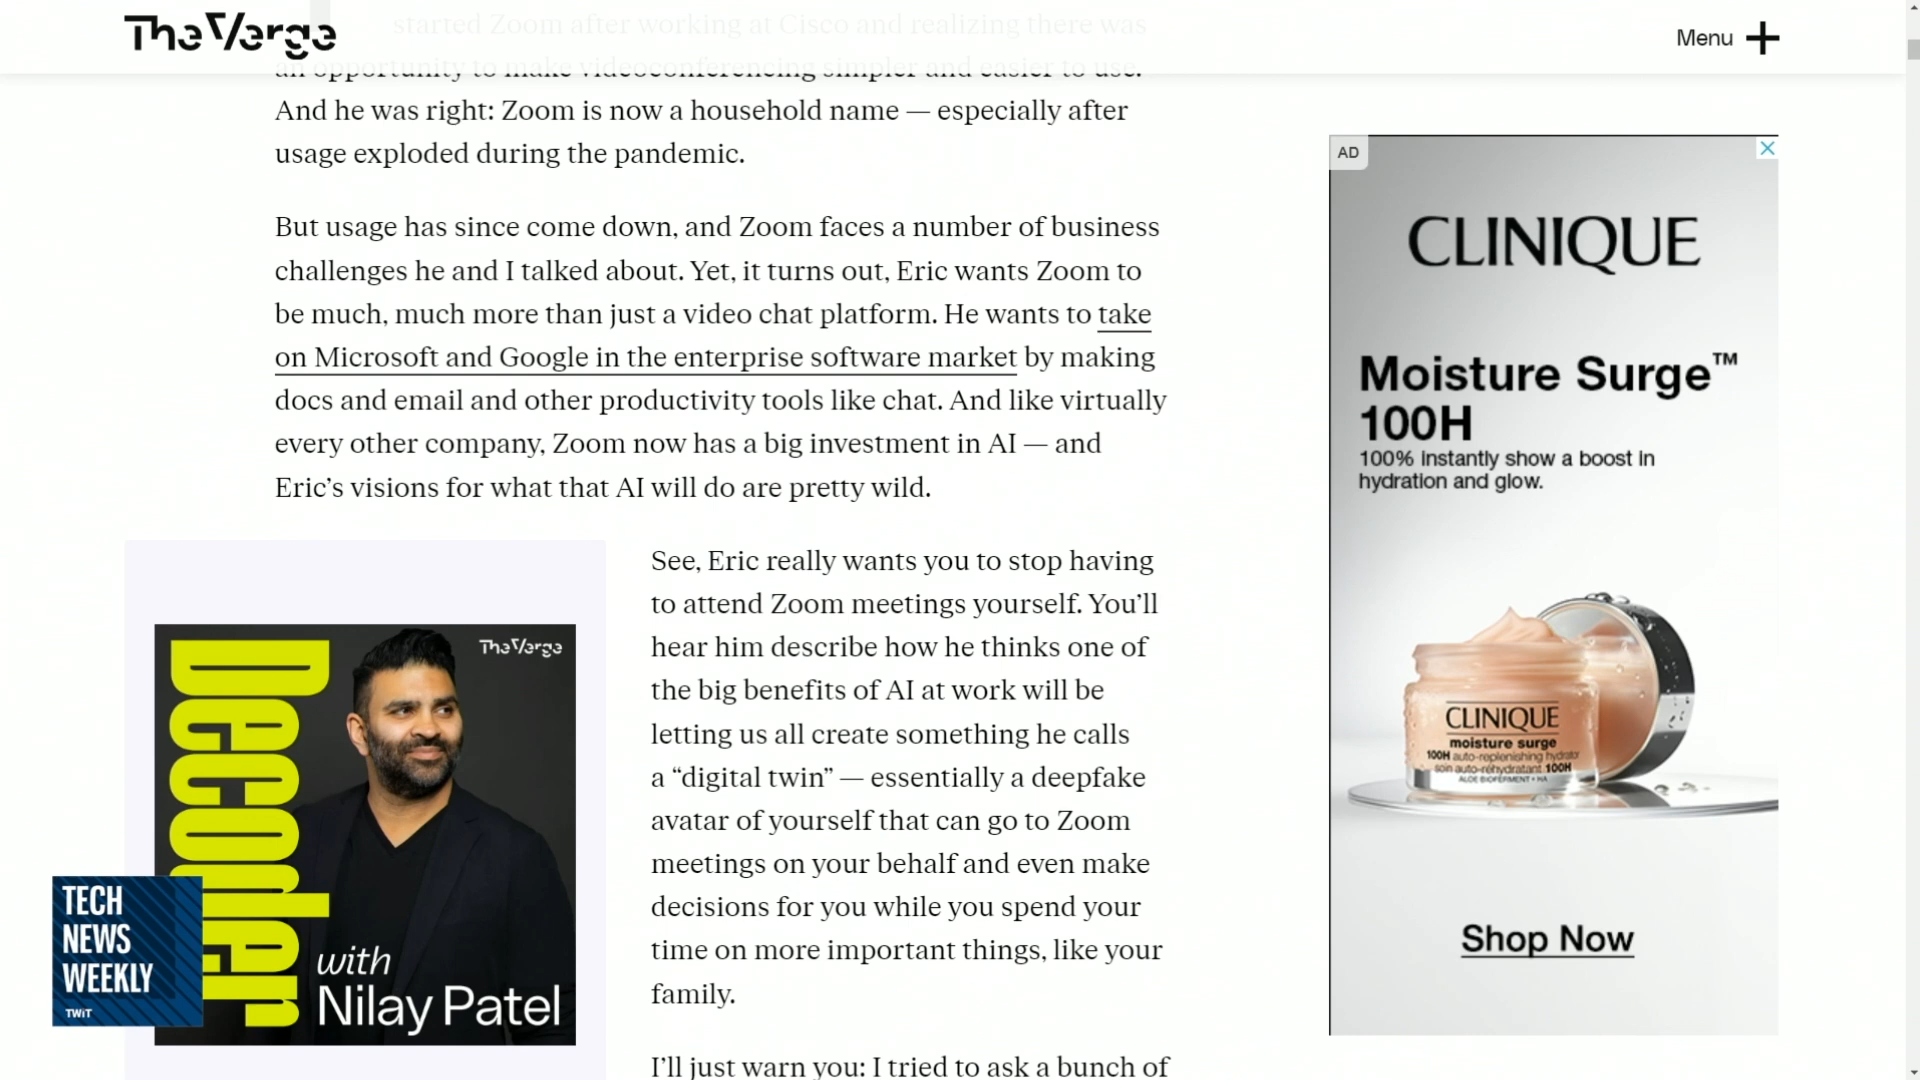 The Verge
Menu
started Zoom after working at Cisco and realizing there was
an opportunity to make videoconferencing simpler and easier to use.
And he was right: Zoom is now a household name — especially after
usage exploded during the pandemic.
But usage has since come down, and Zoom faces a number of business
challenges he and I talked about. Yet, it turns out, Eric wants Zoom to
be much, much more than just a video chat platform. He wants to take
on Microsoft and Google in the enterprise software market by making
docs and email and other productivity tools like chat. And like virtually
every other company, Zoom now has a big investment in AI — and
Eric’s visions for what that AI will do are pretty wild.
The Verge
Decoder
with
Nilay Patel
TECH
NEWS
WEEKLY
TWiT
See, Eric really wants you to stop having
to attend Zoom meetings yourself. You’ll
hear him describe how he thinks one of
the big benefits of AI at work will be
letting us all create something he calls
a “digital twin” — essentially a deepfake
avatar of yourself that can go to Zoom
meetings on your behalf and even make
decisions for you while you spend your
time on more important things, like your
family.
I’ll just warn you: I tried to ask a bunch of
AD
CLINIQUE
Moisture Surge™
100H
100% instantly show a boost in
hydration and glow.
CLINIQUE
moisture surge
100H auto-replenishing hydrator
soin auto-réhydratant 100H
ALOE BIOFERMENT + HA
Shop Now